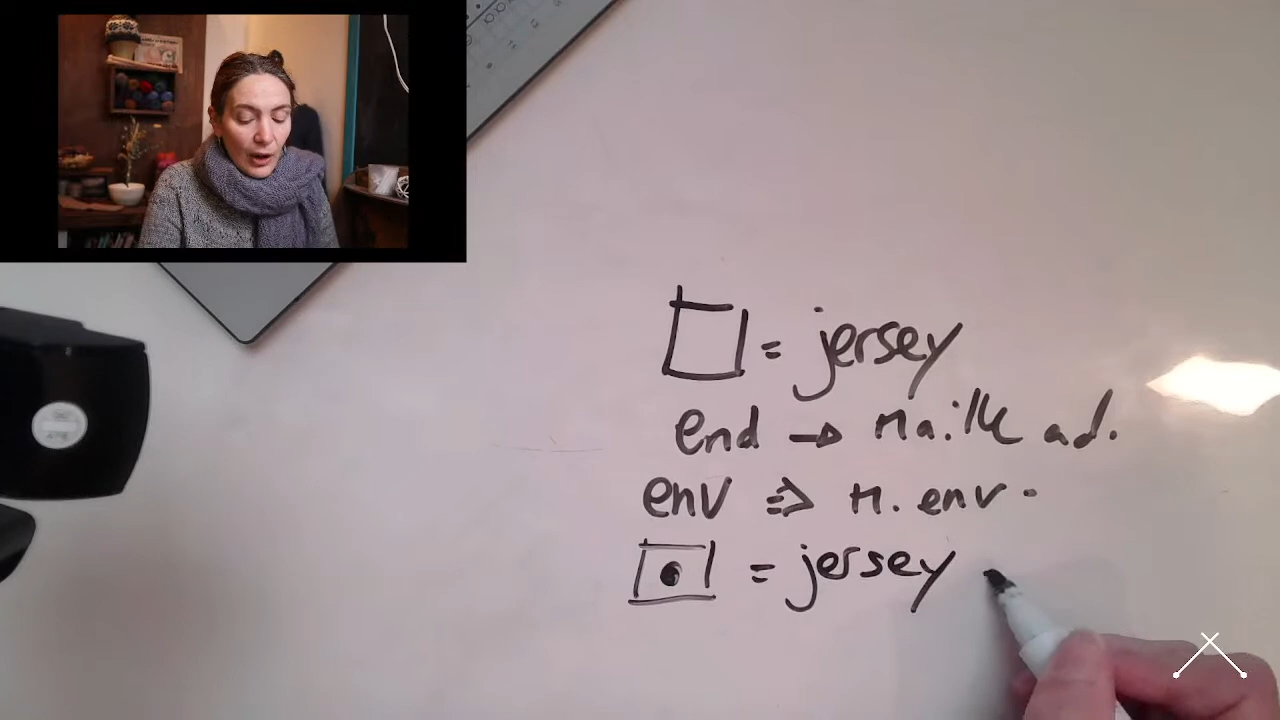 = jersey
end → Maille ad.
env ⇒ M. env.
= jersey